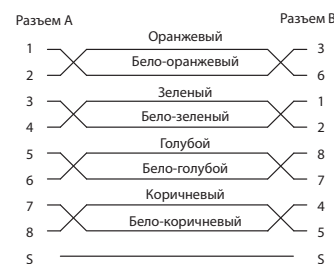 Разъем A Разъем B
Оранжевый
1 3
Бело-оранжевый
2 6
Зеленый
3 1
Бело-зеленый
4 2
Голубой
5 8
Бело-голубой
6 7
Коричневый
7 4
Бело-коричневый
8 5
S S